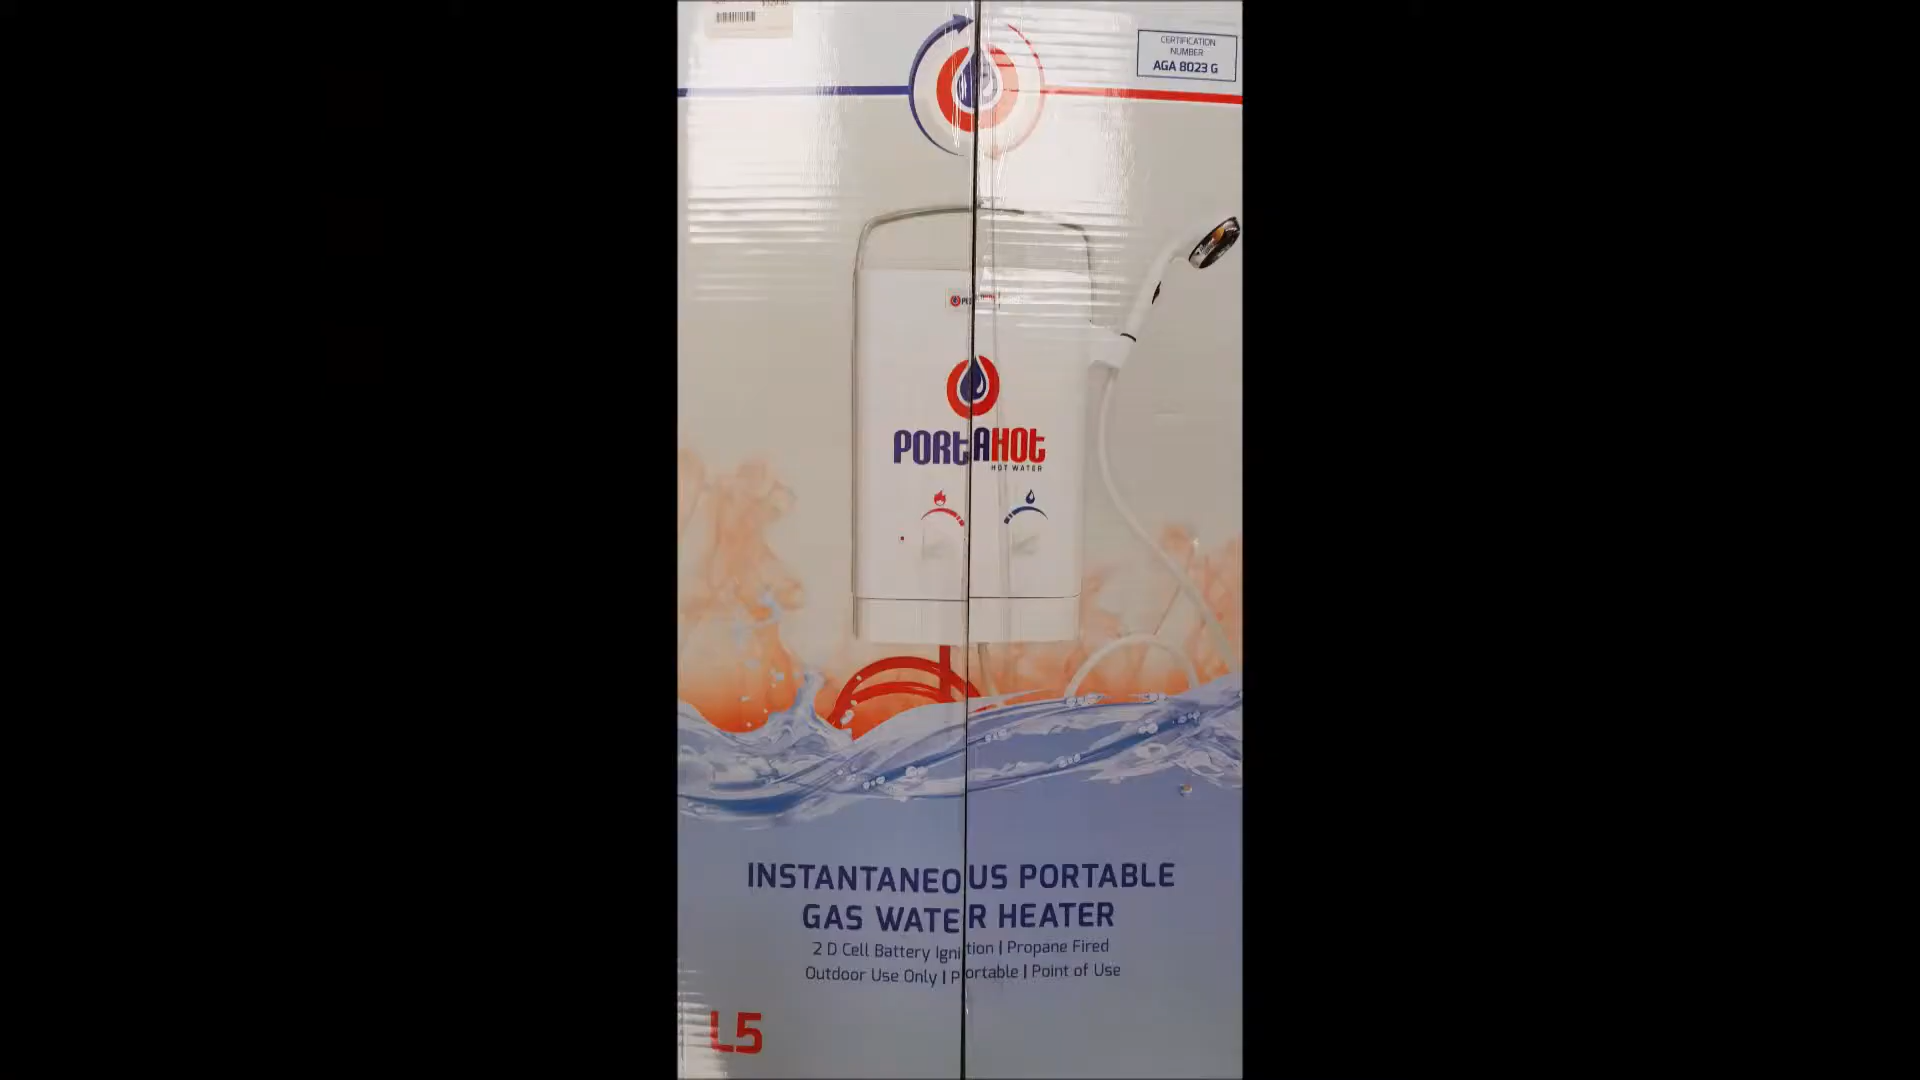 CERTIFICATION
NUMBER
AGA 8023 G
PORTAHOT
HOT WATER
INSTANTANEOUS PORTABLE
GAS WATER HEATER
2 D Cell Battery Ignition | Propane Fired
Outdoor Use Only | Portable | Point of Use
L5